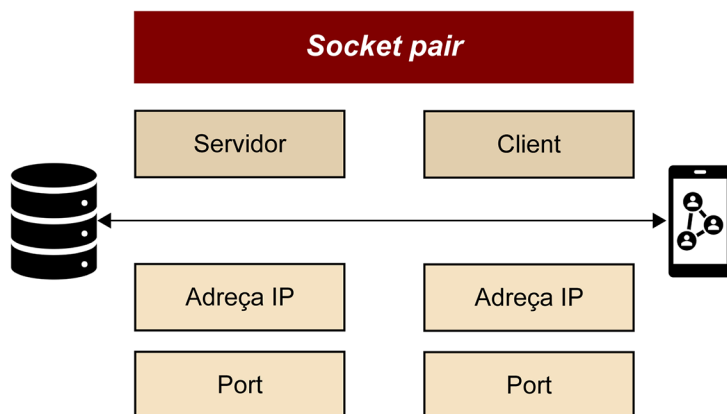 Socket pair
Servidor
Client
Adreça IP
Adreça IP
Port
Port